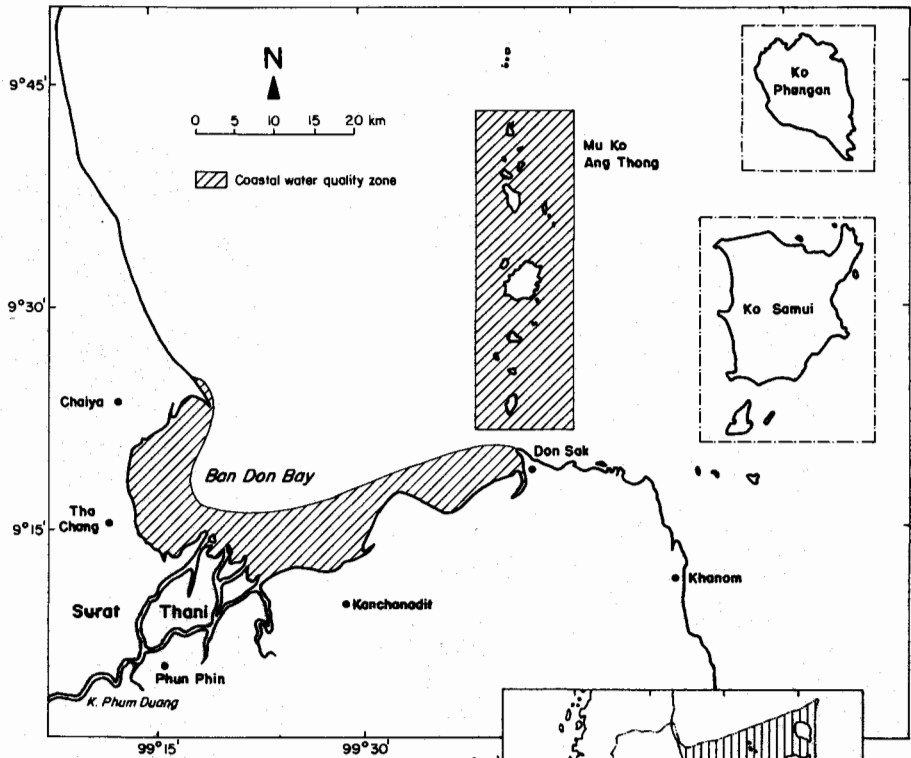 N
0 5 10 15 20 km
Coastal water quality zone
9°45'
9°30'
9°15'
Ko
Phangan
Mu Ko
Ang Thong
Ko Samui
Chaiya
Ban Don Bay
Don Sak
Tha
Chang
Khanom
Surat Thani
Kanchanadit
Phun Phin
K. Phum Duang
99°15'
99°30'